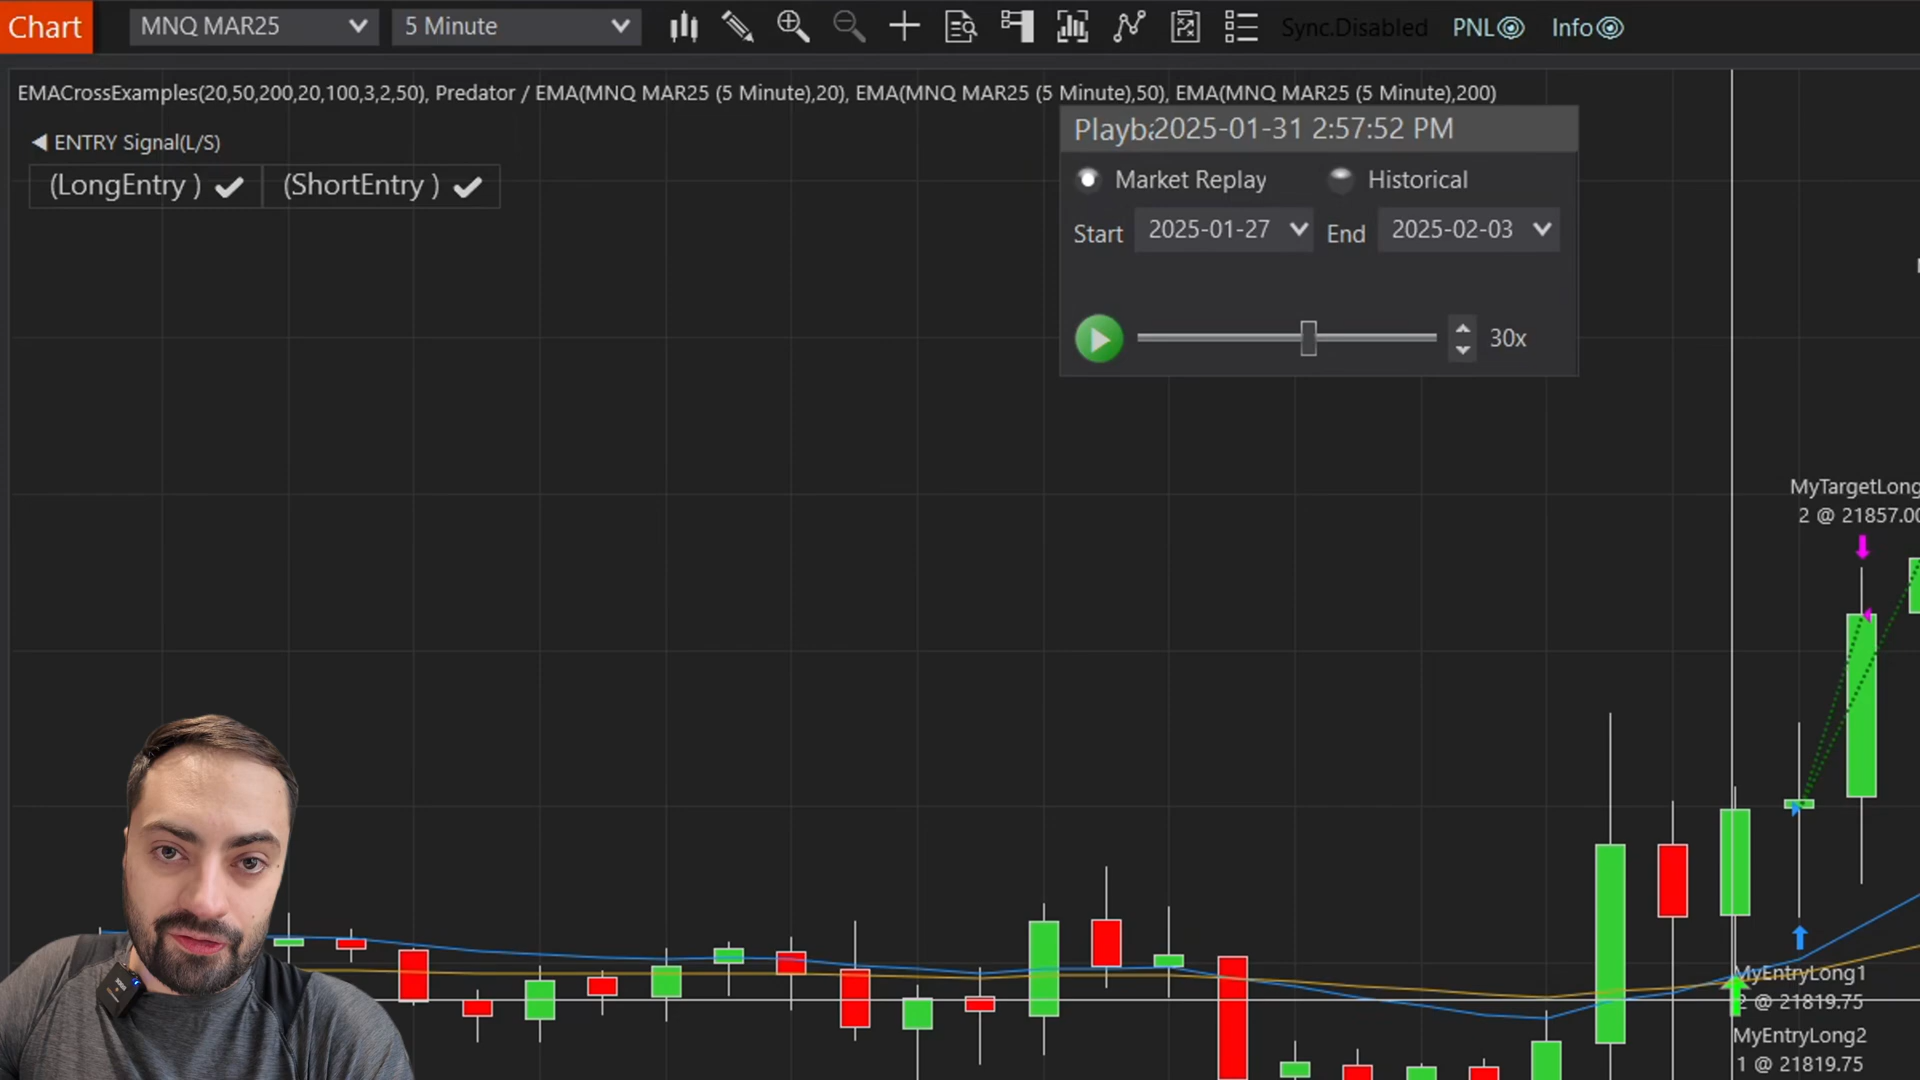 Chart MNQ MAR25 5 Minute Sync.Disabled PNL Info
EMACrossExamples(20,50,200,20,100,3,2,50), Predator / EMA(MNQ MAR25 (5 Minute),20), EMA(MNQ MAR25 (5 Minute),50), EMA(MNQ MAR25 (5 Minute),200)
ENTRY Signal(L/S)
(LongEntry ) (ShortEntry )
Playba 2025-01-31 2:57:52 PM
Market Replay Historical
Start 2025-01-27 End 2025-02-03
30x
MyTargetLong
2 @ 21857.00
MyEntryLong1
2 @ 21819.75
MyEntryLong2
1 @ 21819.75